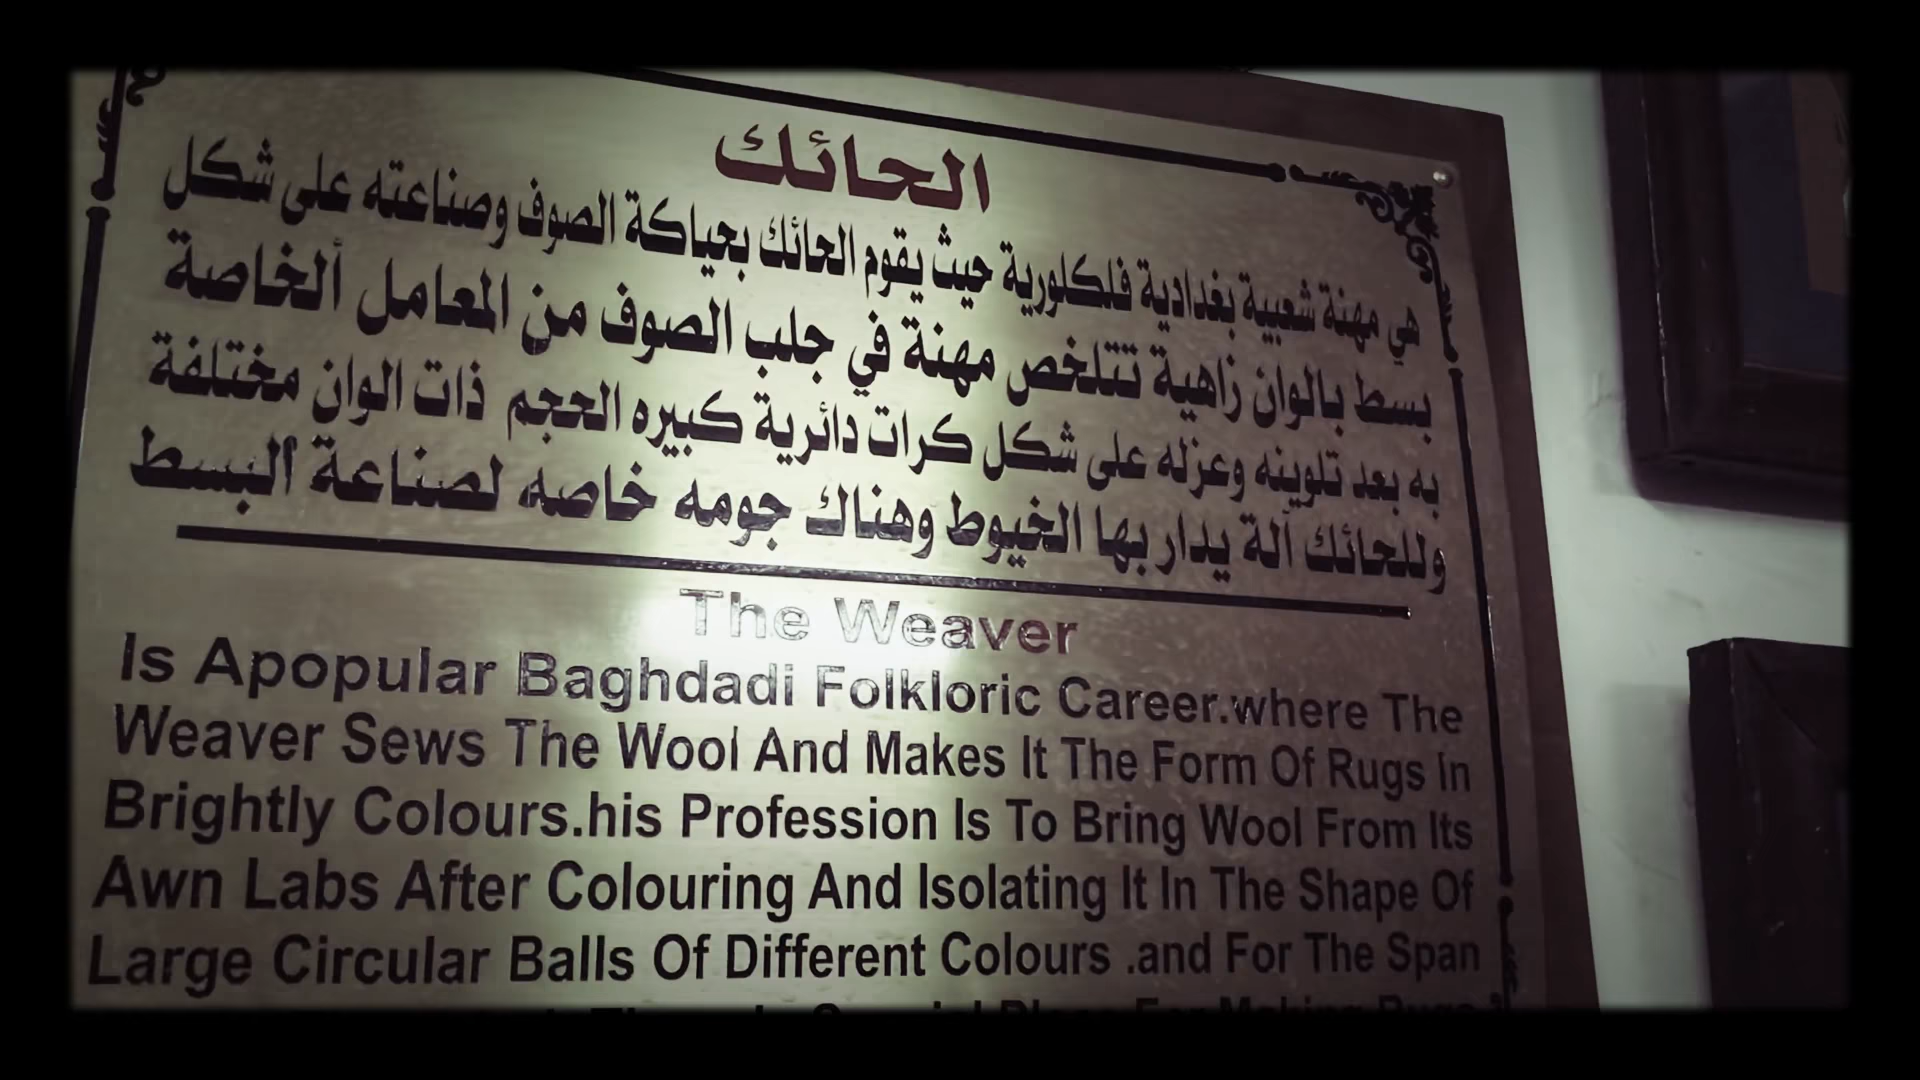 الحائك
هي مهنة شعبية بغدادية فلكلورية حيث يقوم الحائك بحياكة الصوف وصناعته على شكل
بسط بالوان زاهية تتلخص مهنة في جلب الصوف من المعامل ألخاصة
به بعد تلوينه وعزله على شكل كرات دائرية كبيره الحجم ذات الوان مختلفة
وللحائك آلة يدار بها الخيوط وهناك جومه خاصه لصناعة ألبسط
The Weaver
Is Apopular Baghdadi Folkloric Career.where The
Weaver Sews The Wool And Makes It The Form Of Rugs In
Brightly Colours.his Profession Is To Bring Wool From Its
Awn Labs After Colouring And Isolating It In The Shape Of
Large Circular Balls Of Different Colours .and For The Span
For Making Rugs